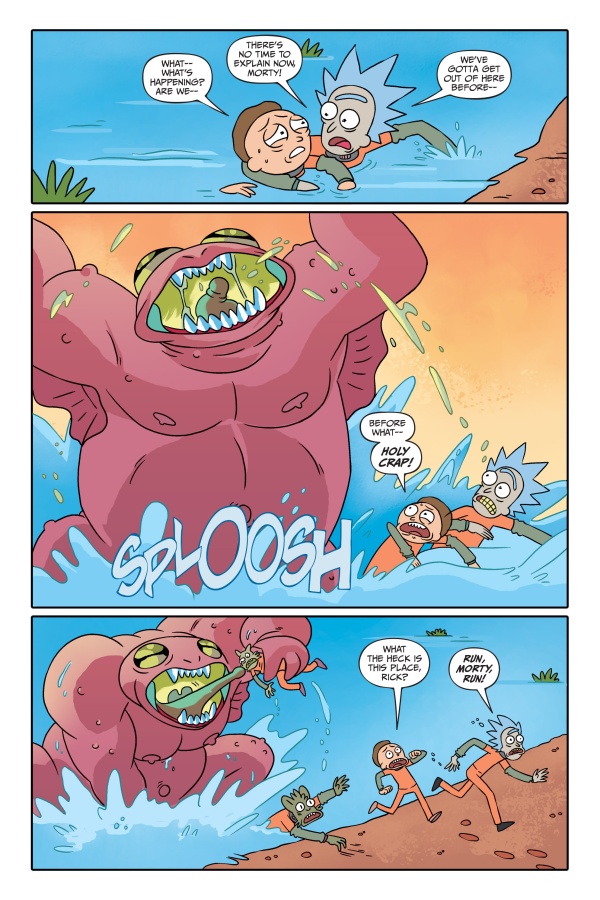 WHAT--
WHAT'S
HAPPENING?
ARE WE--
THERE'S
NO TIME TO
EXPLAIN NOW,
MORTY!
WE'VE
GOTTA GET
OUT OF HERE
BEFORE--
BEFORE
WHAT--
HOLY
CRAP!
SPLOOSH
WHAT
THE HECK IS
THIS PLACE,
RICK?
RUN,
MORTY,
RUN!